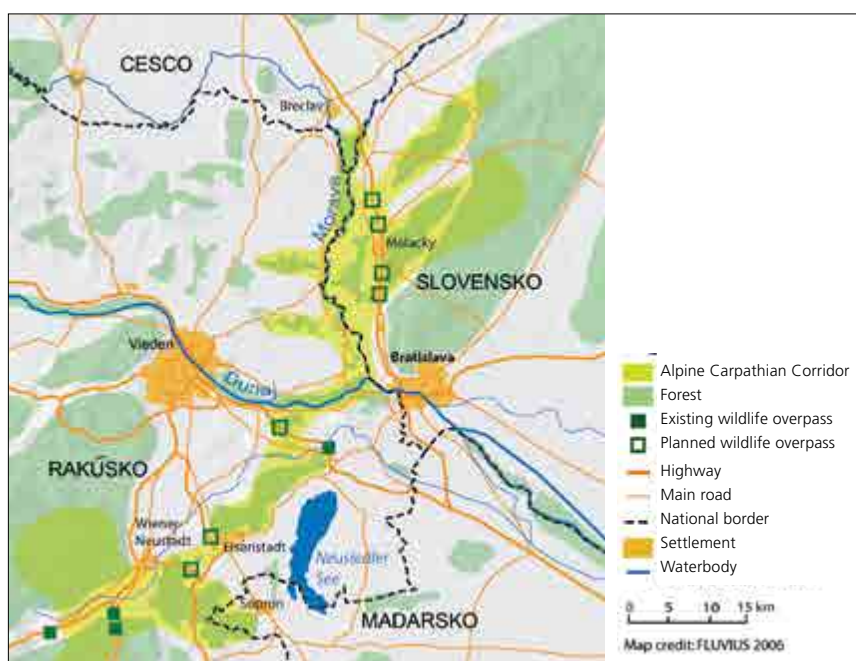 CESCO
Breclav
Morava
Malacky
SLOVENSKO
Vieden
Bratislava
Dunaj
RAKÚSKO
Wiener-
Neustadt
Eisenstadt
Neusiedler
See
Sopron
MADARSKO
Alpine Carpathian Corridor
Forest
Existing wildlife overpass
Planned wildlife overpass
Highway
Main road
National border
Settlement
Waterbody
0 5 10 15 km
Map credit: FLUVIUS 2006